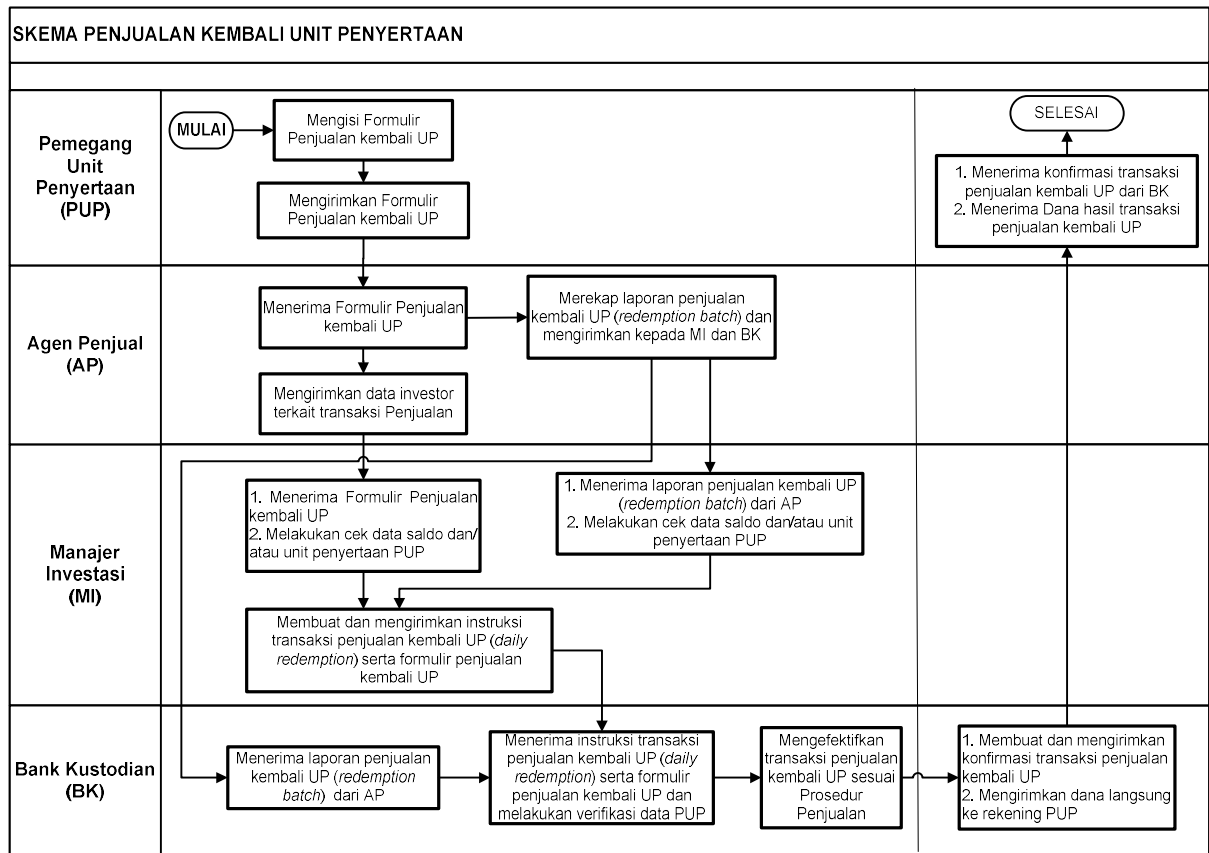 SKEMA PENJUALAN KEMBALI UNIT PENYERTAAN
Pemegang
Unit
Penyertaan
(PUP)
MULAI
Mengisi Formulir
Penjualan kembali UP
Mengirimkan Formulir
Penjualan kembali UP
SELESAI
1. Menerima konfirmasi transaksi
penjualan kembali UP dari BK
2. Menerima Dana hasil transaksi
penjualan kembali UP
Agen Penjual
(AP)
Menerima Formulir Penjualan
kembali UP
Merekap laporan penjualan
kembali UP (redemption batch) dan
mengirimkan kepada MI dan BK
Mengirimkan data investor
terkait transaksi Penjualan
Manajer
Investasi
(MI)
1. Menerima Formulir Penjualan
kembali UP
2. Melakukan cek data saldo dan/
atau unit penyertaan PUP
1. Menerima laporan penjualan kembali UP
(redemption batch) dari AP
2. Melakukan cek data saldo dan/atau unit
penyertaan PUP
Membuat dan mengirimkan instruksi
transaksi penjualan kembali UP (daily
redemption) serta formulir penjualan
kembali UP
Bank Kustodian
(BK)
Menerima laporan penjualan
kembali UP (redemption
batch) dari AP
Menerima instruksi transaksi
penjualan kembali UP (daily
redemption) serta formulir
penjualan kembali UP dan
melakukan verifikasi data PUP
Mengefektifkan
transaksi penjualan
kembali UP sesuai
Prosedur
Penjualan
1. Membuat dan mengirimkan
konfirmasi transaksi penjualan
kembali UP
2. Mengirimkan dana langsung
ke rekening PUP